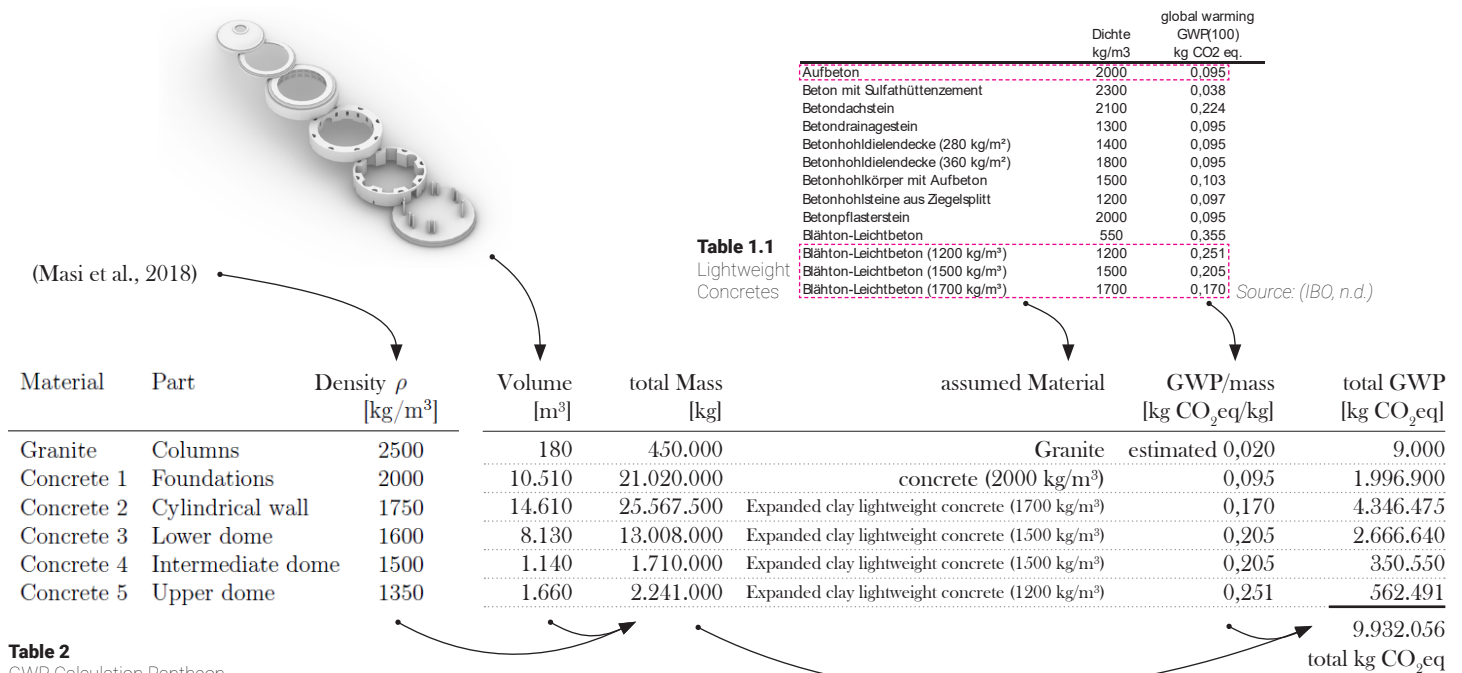 global warming
Dichte GWP(100)
kg/m3 kg CO2 eq.
Aufbeton 2000 0,095
Beton mit Sulfathüttenzement 2300 0,038
Betondachstein 2100 0,224
Betondrainagestein 1300 0,095
Betonhohldielendecke (280 kg/m²) 1400 0,095
Betonhohldielendecke (360 kg/m²) 1800 0,095
Betonhohlkörper mit Aufbeton 1500 0,103
Betonhohlsteine aus Ziegelsplitt 1200 0,097
Betonpflasterstein 2000 0,095
Blähton-Leichtbeton 550 0,355
Blähton-Leichtbeton (1200 kg/m³) 1200 0,251
Blähton-Leichtbeton (1500 kg/m³) 1500 0,205
Blähton-Leichtbeton (1700 kg/m³) 1700 0,170
Table 1.1
Lightweight
Concretes
Source: (IBO, n.d.)
(Masi et al., 2018)
Material Part Density ρ Volume total Mass assumed Material GWP/mass total GWP
[kg/m³] [m³] [kg] [kg CO₂eq/kg] [kg CO₂eq]
Granite Columns 2500 180 450.000 Granite estimated 0,020 9.000
Concrete 1 Foundations 2000 10.510 21.020.000 concrete (2000 kg/m³) 0,095 1.996.900
Concrete 2 Cylindrical wall 1750 14.610 25.567.500 Expanded clay lightweight concrete (1700 kg/m³) 0,170 4.346.475
Concrete 3 Lower dome 1600 8.130 13.008.000 Expanded clay lightweight concrete (1500 kg/m³) 0,205 2.666.640
Concrete 4 Intermediate dome 1500 1.140 1.710.000 Expanded clay lightweight concrete (1500 kg/m³) 0,205 350.550
Concrete 5 Upper dome 1350 1.660 2.241.000 Expanded clay lightweight concrete (1200 kg/m³) 0,251 562.491
9.932.056
total kg CO₂eq
Table 2
GWP Calculation Pantheon